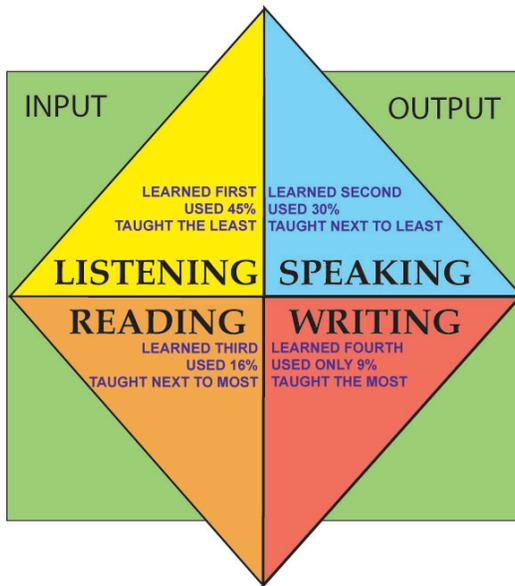 INPUT
OUTPUT
LEARNED FIRST
USED 45%
TAUGHT THE LEAST
LISTENING
LEARNED SECOND
USED 30%
TAUGHT NEXT TO LEAST
SPEAKING
READING
LEARNED THIRD
USED 16%
TAUGHT NEXT TO MOST
WRITING
LEARNED FOURTH
USED ONLY 9%
TAUGHT THE MOST